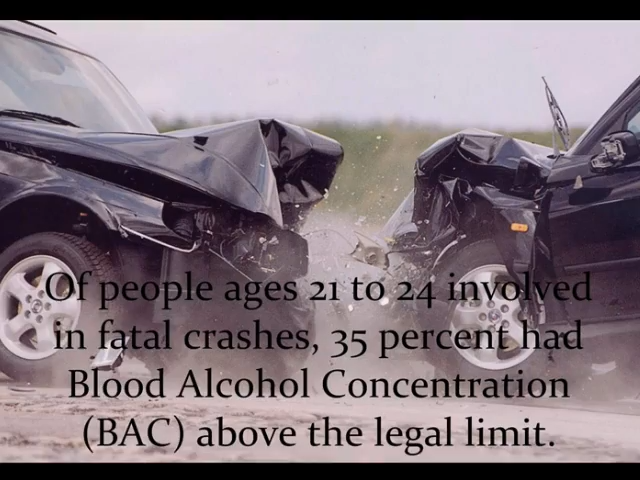 Of people ages 21 to 24 involved
in fatal crashes, 35 percent had
Blood Alcohol Concentration
(BAC) above the legal limit.